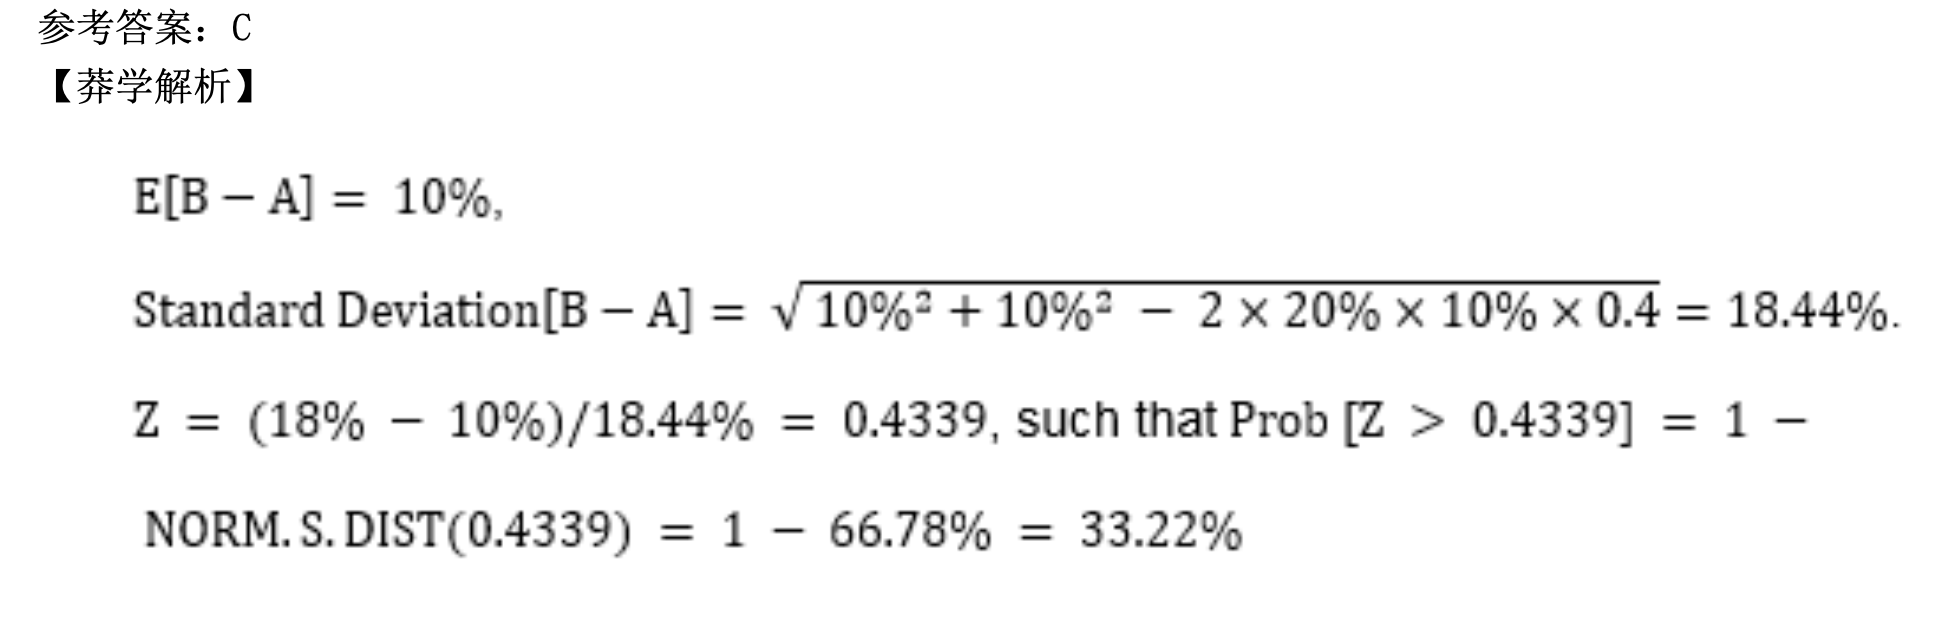 参考答案：C
【莽学解析】
E[B − A] = 10%,
Standard Deviation[B − A] = √10%² + 10%² − 2 × 20% × 10% × 0.4 = 18.44%.
Z = (18% − 10%)/18.44% = 0.4339, such that Prob [Z > 0.4339] = 1 −
NORM. S. DIST(0.4339) = 1 − 66.78% = 33.22%